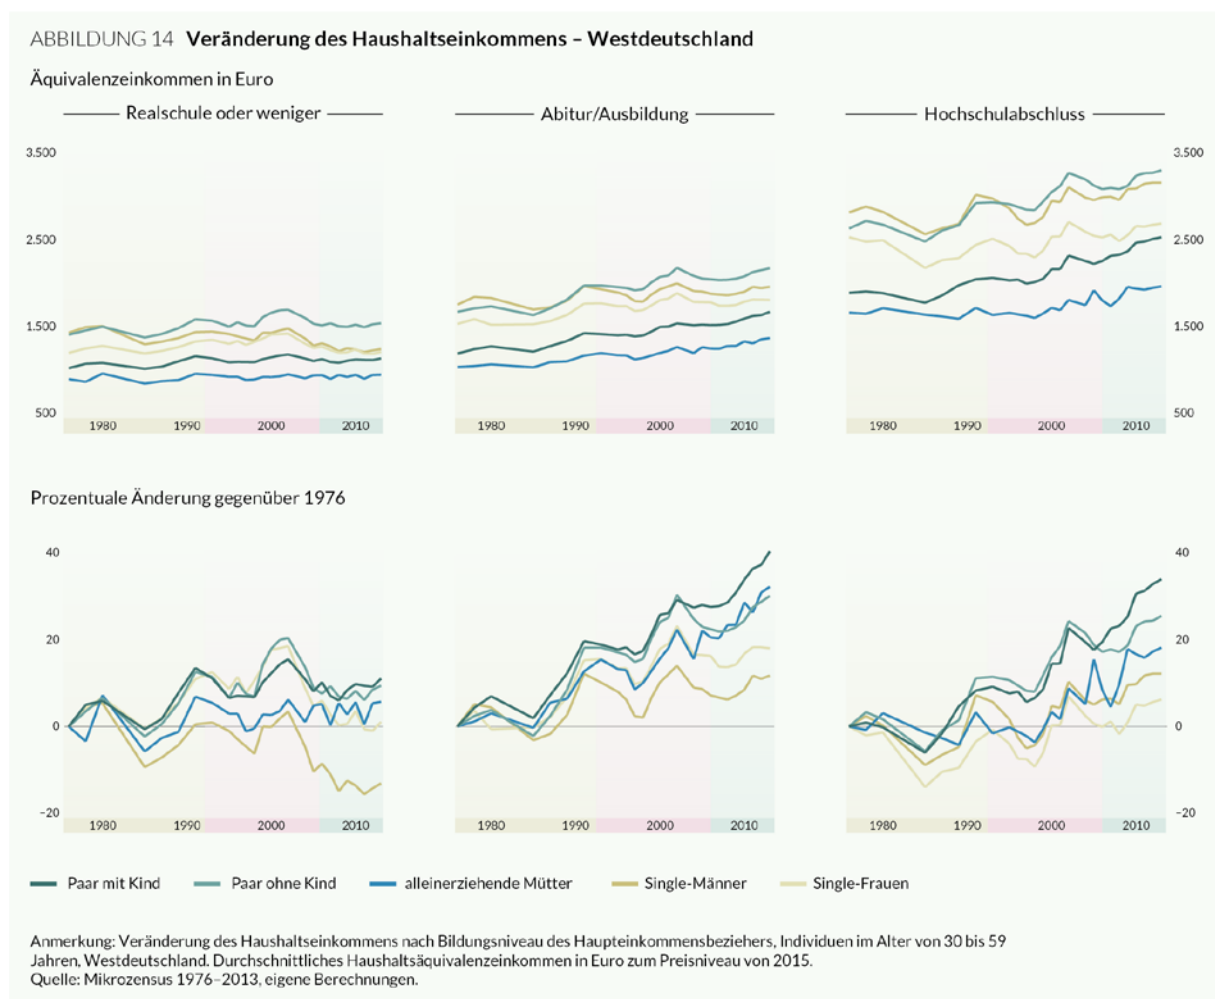 ABBILDUNG 14 Veränderung des Haushaltseinkommens – Westdeutschland
Äquivalenzeinkommen in Euro
Realschule oder weniger Abitur/Ausbildung Hochschulabschluss
3.500 3.500
2.500 2.500
1.500 1.500
500 500
1980 1990 2000 2010 1980 1990 2000 2010 1980 1990 2000 2010
Prozentuale Änderung gegenüber 1976
40 40
20 20
0 0
–20 –20
1980 1990 2000 2010 1980 1990 2000 2010 1980 1990 2000 2010
Paar mit Kind Paar ohne Kind alleinerziehende Mütter Single-Männer Single-Frauen
Anmerkung: Veränderung des Haushaltseinkommens nach Bildungsniveau des Haupteinkommensbeziehers, Individuen im Alter von 30 bis 59
Jahren, Westdeutschland. Durchschnittliches Haushaltsäquivalenzeinkommen in Euro zum Preisniveau von 2015.
Quelle: Mikrozensus 1976–2013, eigene Berechnungen.